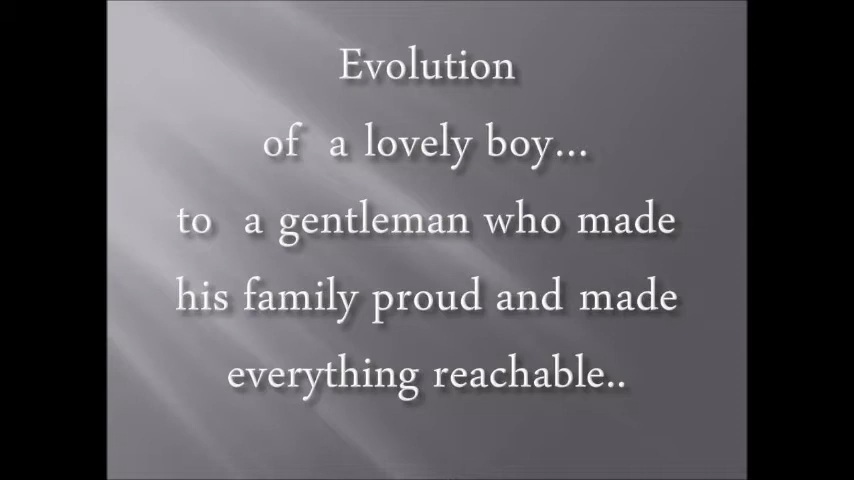 Evolution
of a lovely boy...
to a gentleman who made
his family proud and made
everything reachable..